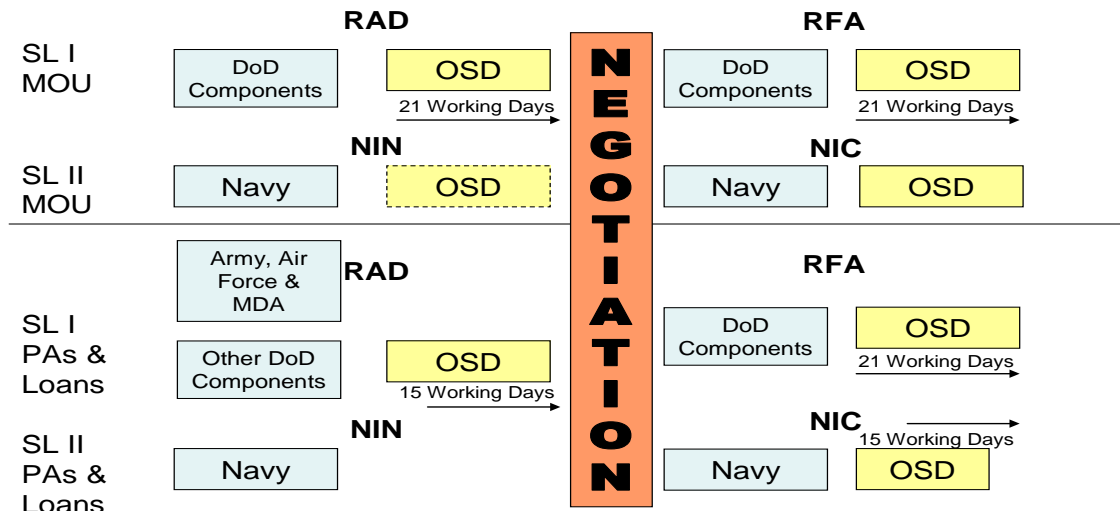 RAD
RFA
SL I
MOU
DoD
Components
OSD
21 Working Days
DoD
Components
OSD
21 Working Days
NIN
NIC
SL II
MOU
Navy
OSD
Navy
OSD
NEGOTIATION
Army, Air
Force &
MDA
RAD
RFA
SL I
PAs &
Loans
Other DoD
Components
OSD
15 Working Days
DoD
Components
OSD
21 Working Days
NIN
NIC
15 Working Days
SL II
PAs &
Loans
Navy
Navy
OSD